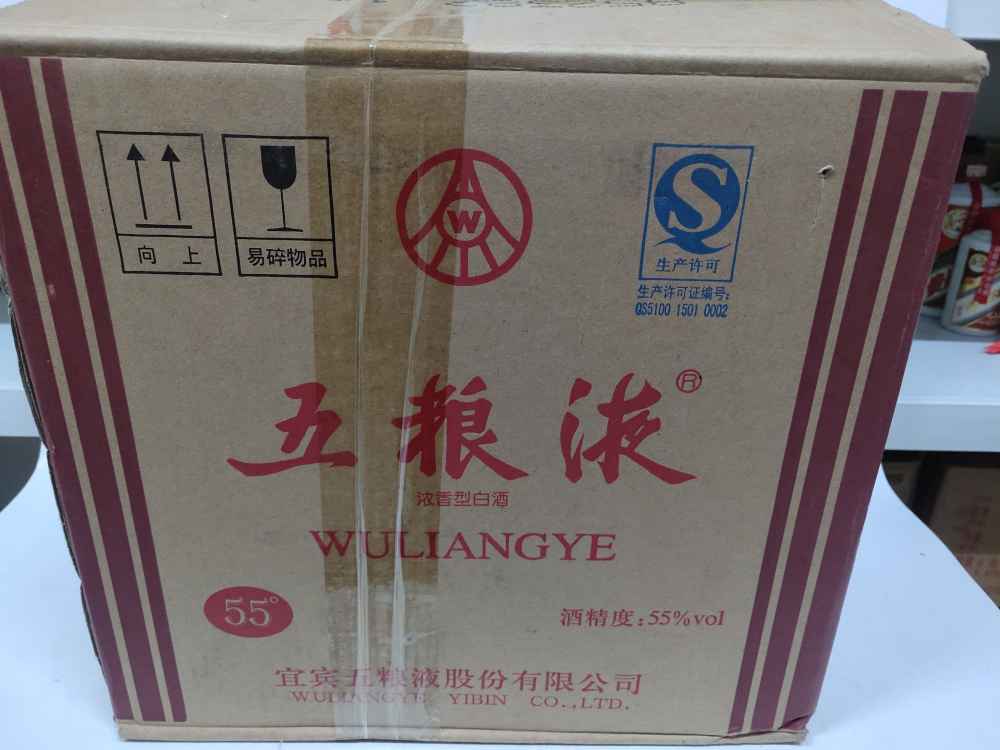 向 上
易碎物品
W
S
生产许可
生产许可证编号:
QS5100 1501 0002
五粮液®
浓香型白酒
WULIANGYE
55°
酒精度:55%vol
宜宾五粮液股份有限公司
WULIANGYE YIBIN CO.,LTD.